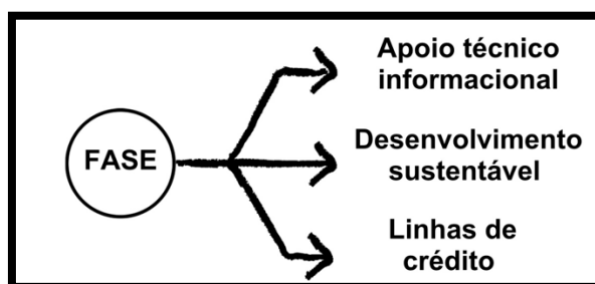 FASE
Apoio técnico
informacional
Desenvolvimento
sustentável
Linhas de
crédito